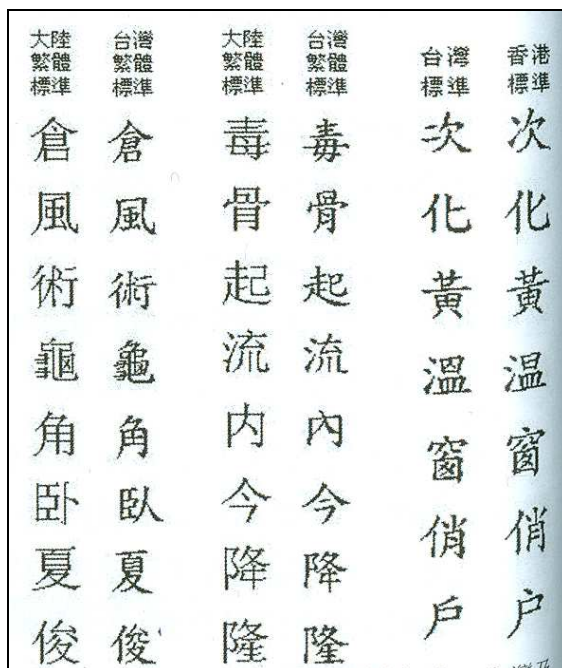 大陸 台灣 大陸 台灣 台灣 香港
繁體 繁體 繁體 繁體 標準 標準
標準 標準 標準 標準
倉 倉 毒 毒 次 次
風 風 骨 骨 化 化
術 術 起 起 黃 黃
龜 龜 流 流 溫 温
角 角 内 內 窗 窗
卧 臥 今 今 俏 俏
夏 夏 降 降 戶 户
俊 俊 隆 隆